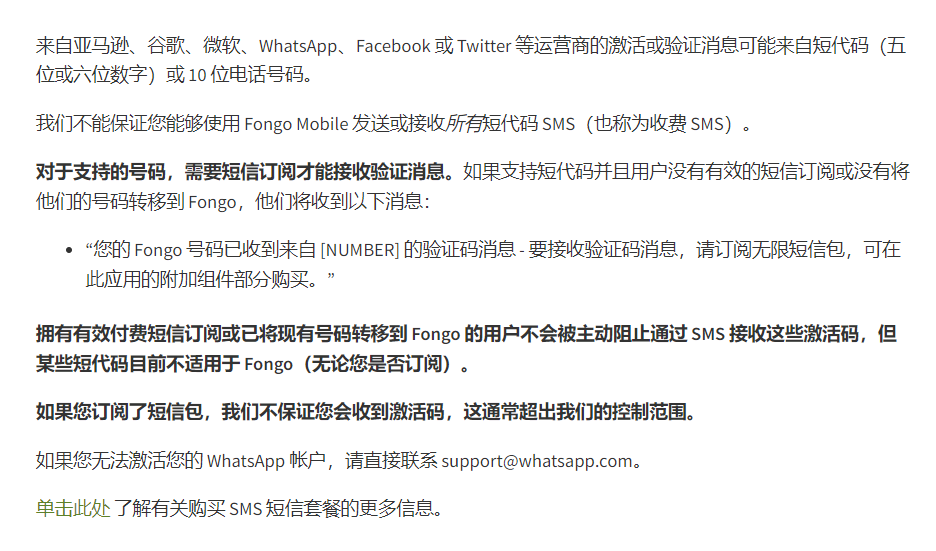 来自亚马逊、谷歌、微软、WhatsApp、Facebook 或 Twitter 等运营商的激活或验证消息可能来自短代码（五
位或六位数字）或 10 位电话号码。
我们不能保证您能够使用 Fongo Mobile 发送或接收所有短代码 SMS（也称为收费 SMS）。
对于支持的号码，需要短信订阅才能接收验证消息。如果支持短代码并且用户没有有效的短信订阅或没有将
他们的号码转移到 Fongo，他们将收到以下消息：
• “您的 Fongo 号码已收到来自 [NUMBER] 的验证码消息 - 要接收验证码消息，请订阅无限短信包，可在
此应用的附加组件部分购买。”
拥有有效付费短信订阅或已将现有号码转移到 Fongo 的用户不会被主动阻止通过 SMS 接收这些激活码，但
某些短代码目前不适用于 Fongo（无论您是否订阅）。
如果您订阅了短信包，我们不保证您会收到激活码，这通常超出我们的控制范围。
如果您无法激活您的 WhatsApp 帐户，请直接联系 support@whatsapp.com。
单击此处 了解有关购买 SMS 短信套餐的更多信息。